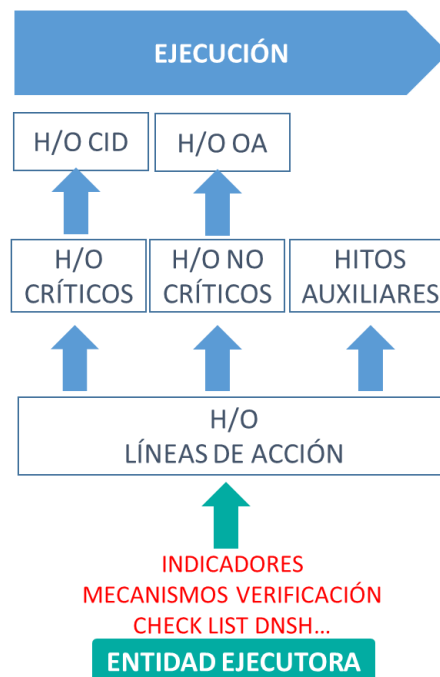 EJECUCIÓN
H/O CID
H/O OA
H/O
CRÍTICOS
H/O NO
CRÍTICOS
HITOS
AUXILIARES
H/O
LÍNEAS DE ACCIÓN
INDICADORES
MECANISMOS VERIFICACIÓN
CHECK LIST DNSH...
ENTIDAD EJECUTORA